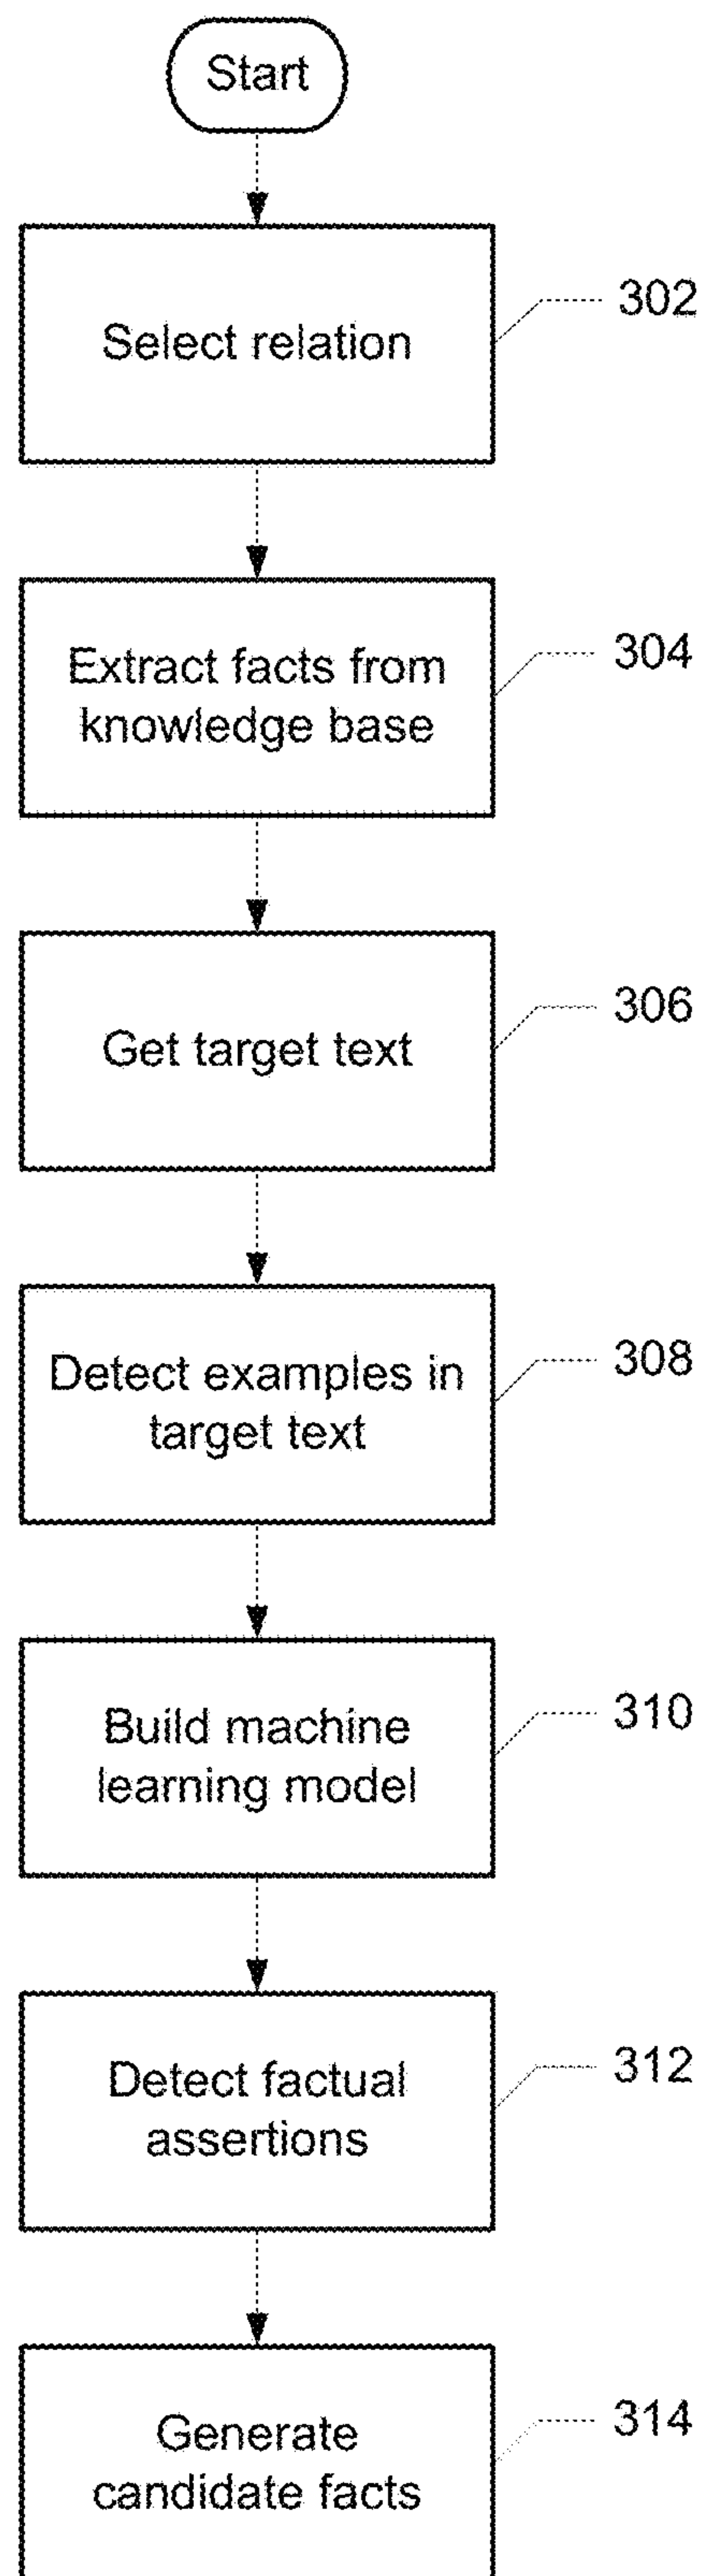 Start
Select relation
302
Extract facts from
knowledge base
304
Get target text
306
Detect examples in
target text
308
Build machine
learning model
310
Detect factual
assertions
312
Generate
candidate facts
314